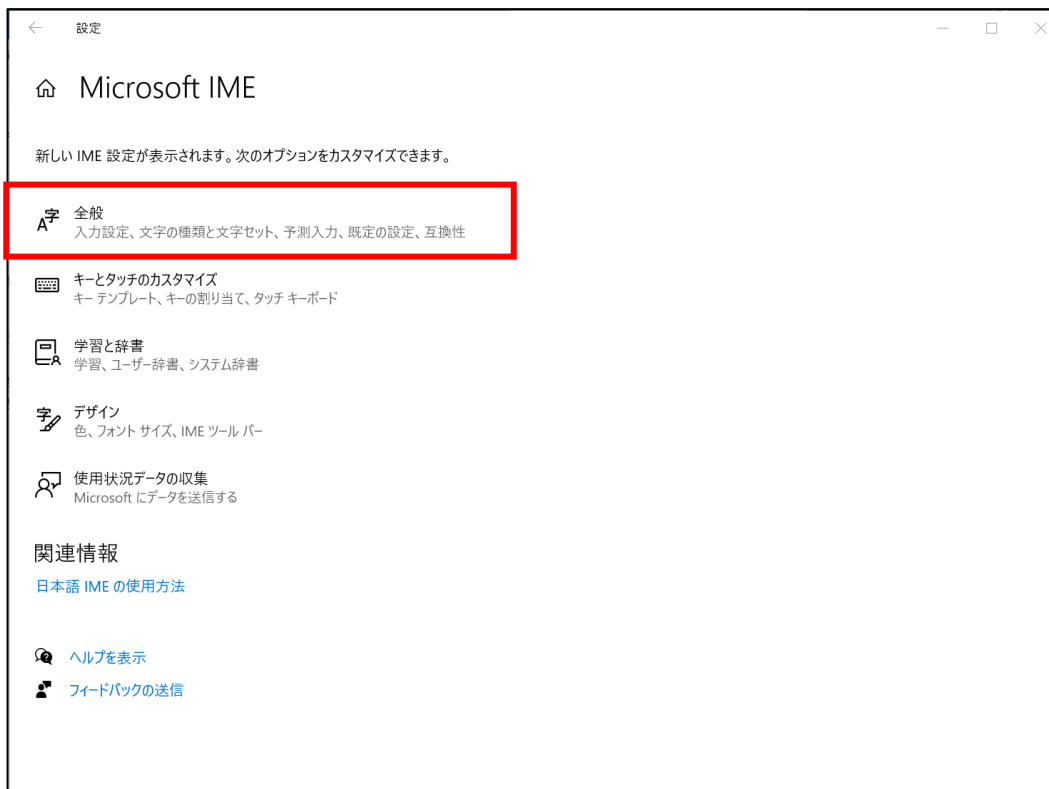 設定
Microsoft IME
新しい IME 設定が表示されます。次のオプションをカスタマイズできます。
全般
入力設定、文字の種類と文字セット、予測入力、既定の設定、互換性
キーとタッチのカスタマイズ
キー テンプレート、キーの割り当て、タッチ キーボード
学習と辞書
学習、ユーザー辞書、システム辞書
デザイン
色、フォント サイズ、IME ツール バー
使用状況データの収集
Microsoft にデータを送信する
関連情報
日本語 IME の使用方法
ヘルプを表示
フィードバックの送信